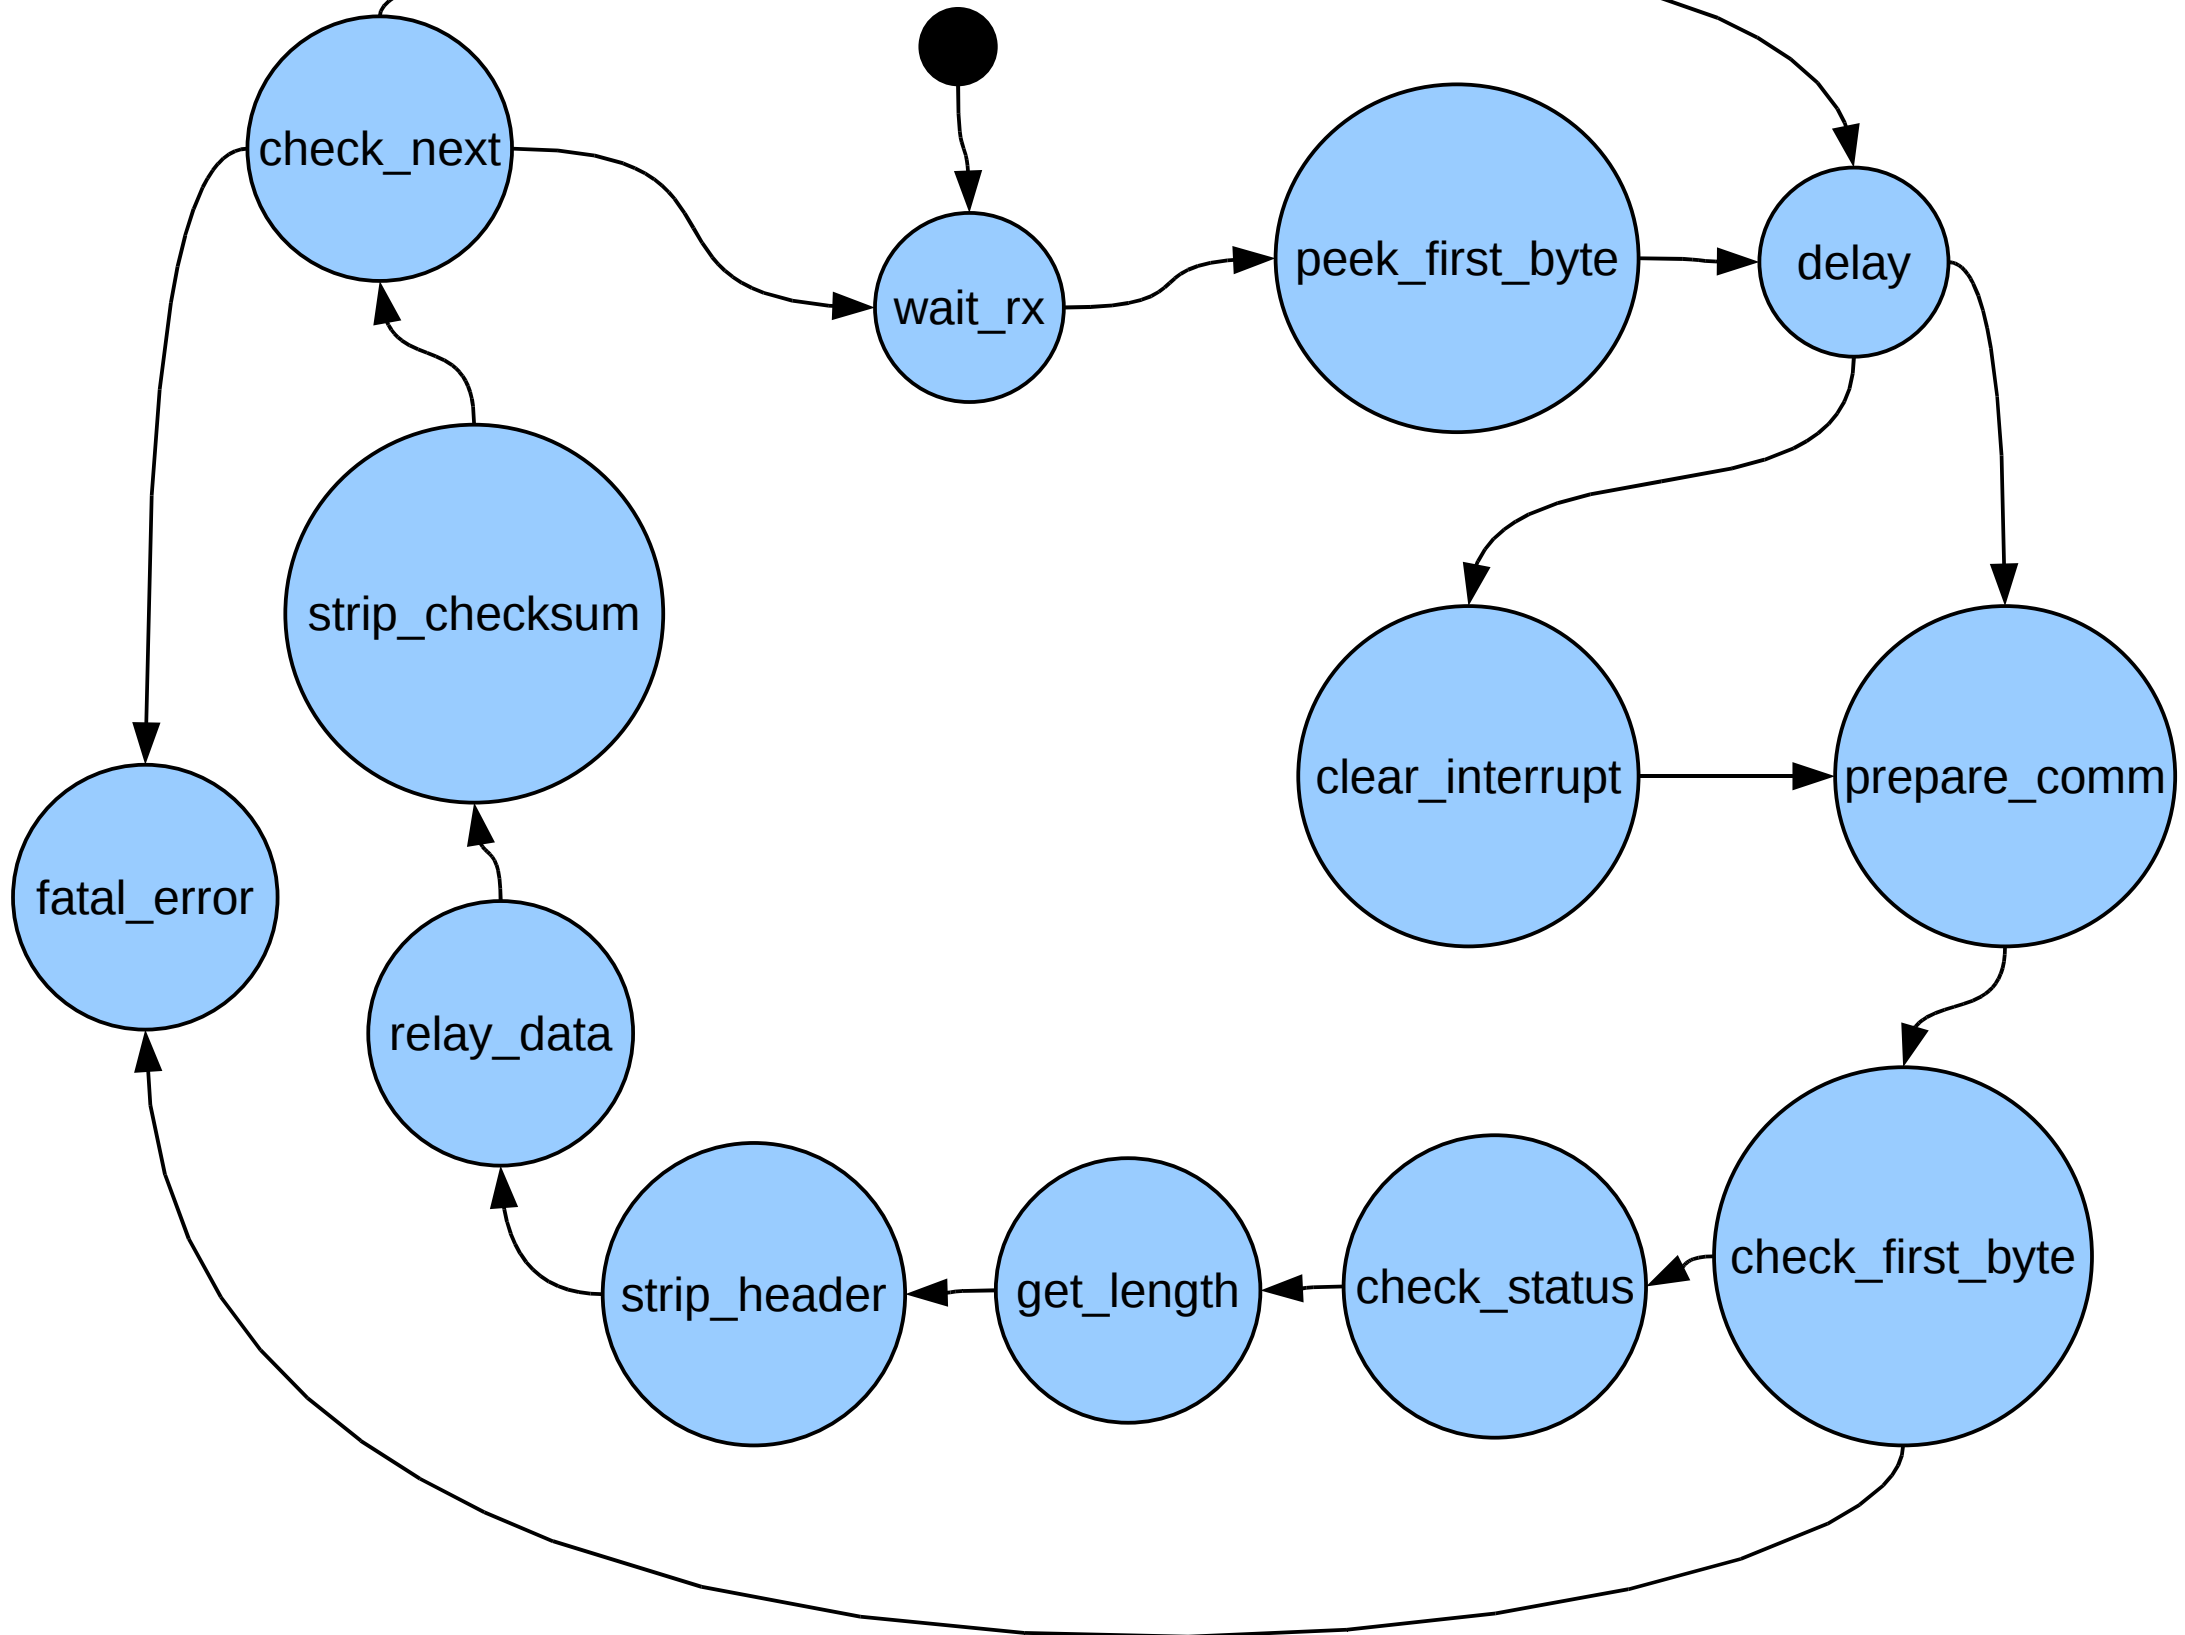 check_next
peek_first_byte
delay
wait_rx
strip_checksum
clear_interrupt
prepare_comm
fatal_error
relay_data
check_first_byte
check_status
get_length
strip_header